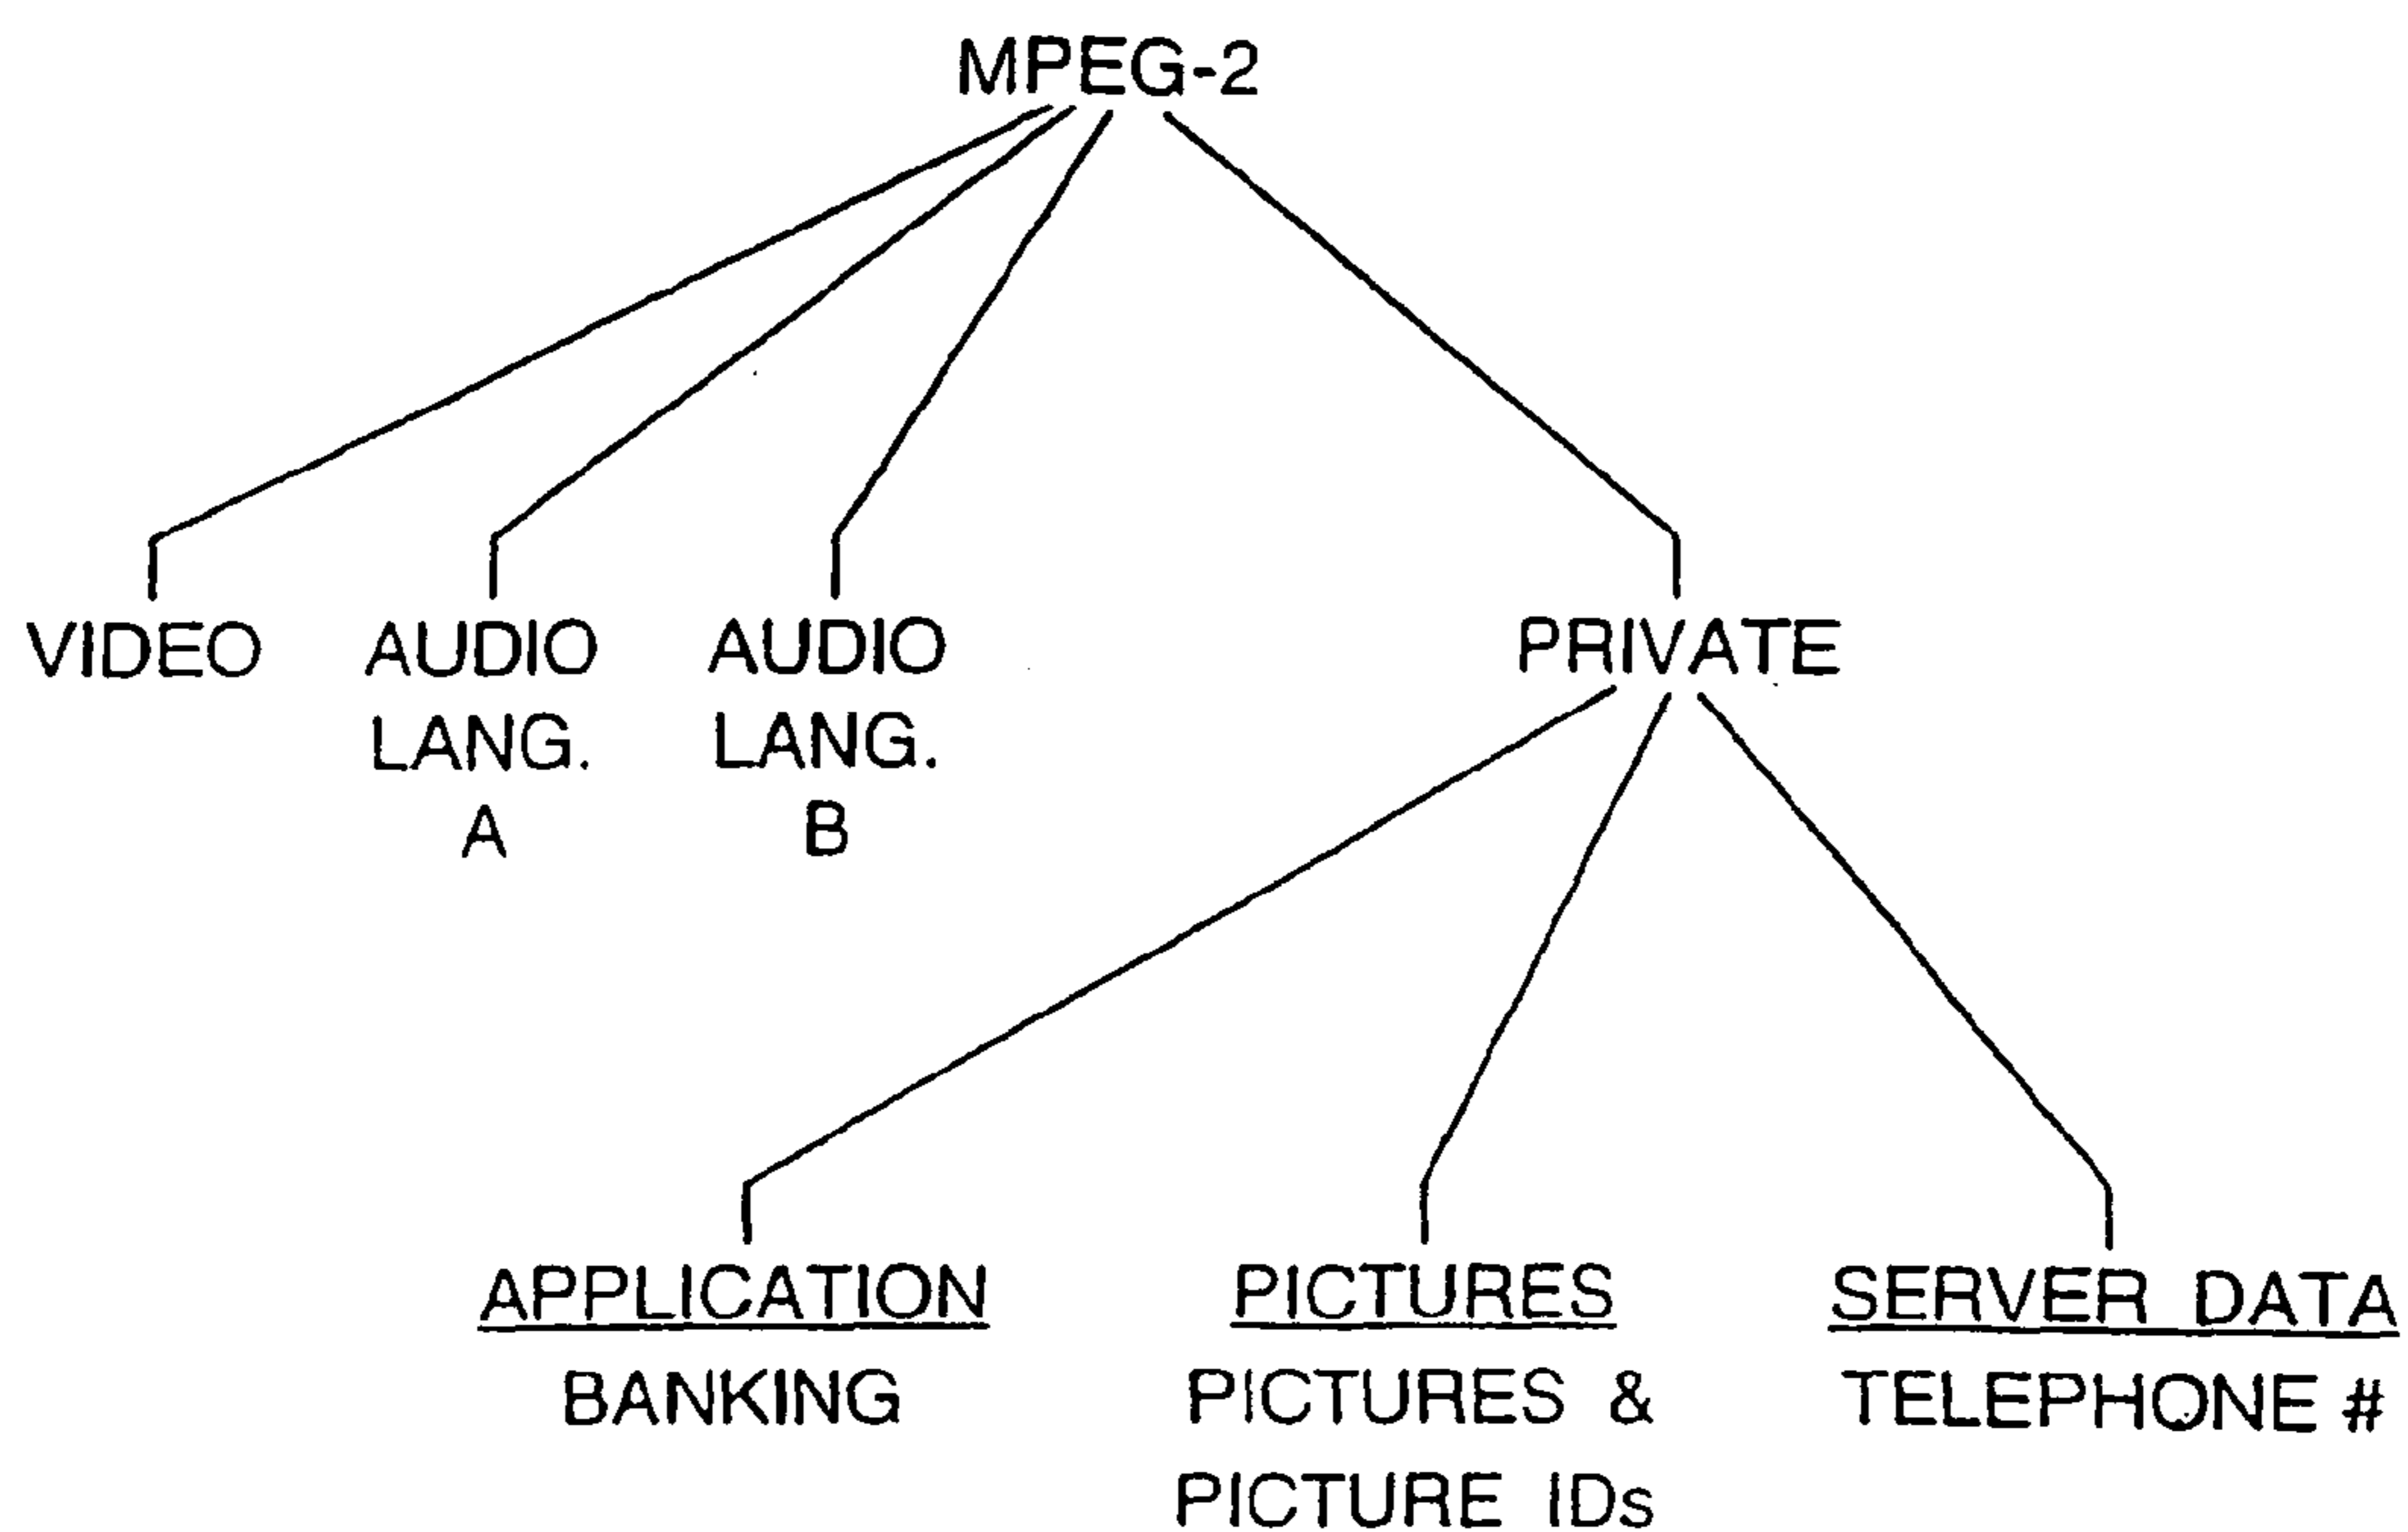 MPEG-2
VIDEO
AUDIO
LANG.
A
AUDIO
LANG.
B
PRIVATE
APPLICATION
BANKING
PICTURES
PICTURES &
PICTURE IDs
SERVER DATA
TELEPHONE #